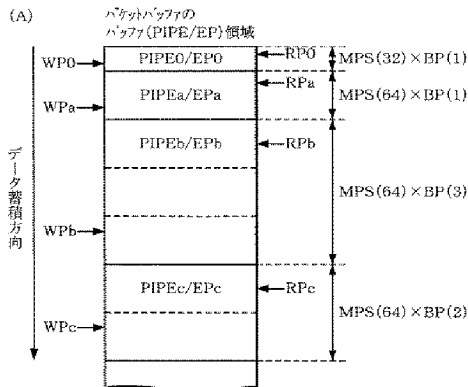 (A)
ﾊﾟｹｯﾄﾊﾞｯﾌｧの
ﾊﾞｯﾌｧ(PIPE/EP)領域
WP0 PIPE0/EP0 RP0 MPS(32)×BP(1)
WPa PIPEa/EPa RPa MPS(64)×BP(1)
PIPEb/EPb RPb
データ蓄積方向
MPS(64)×BP(3)
WPb
PIPEc/EPc RPc
MPS(64)×BP(2)
WPc